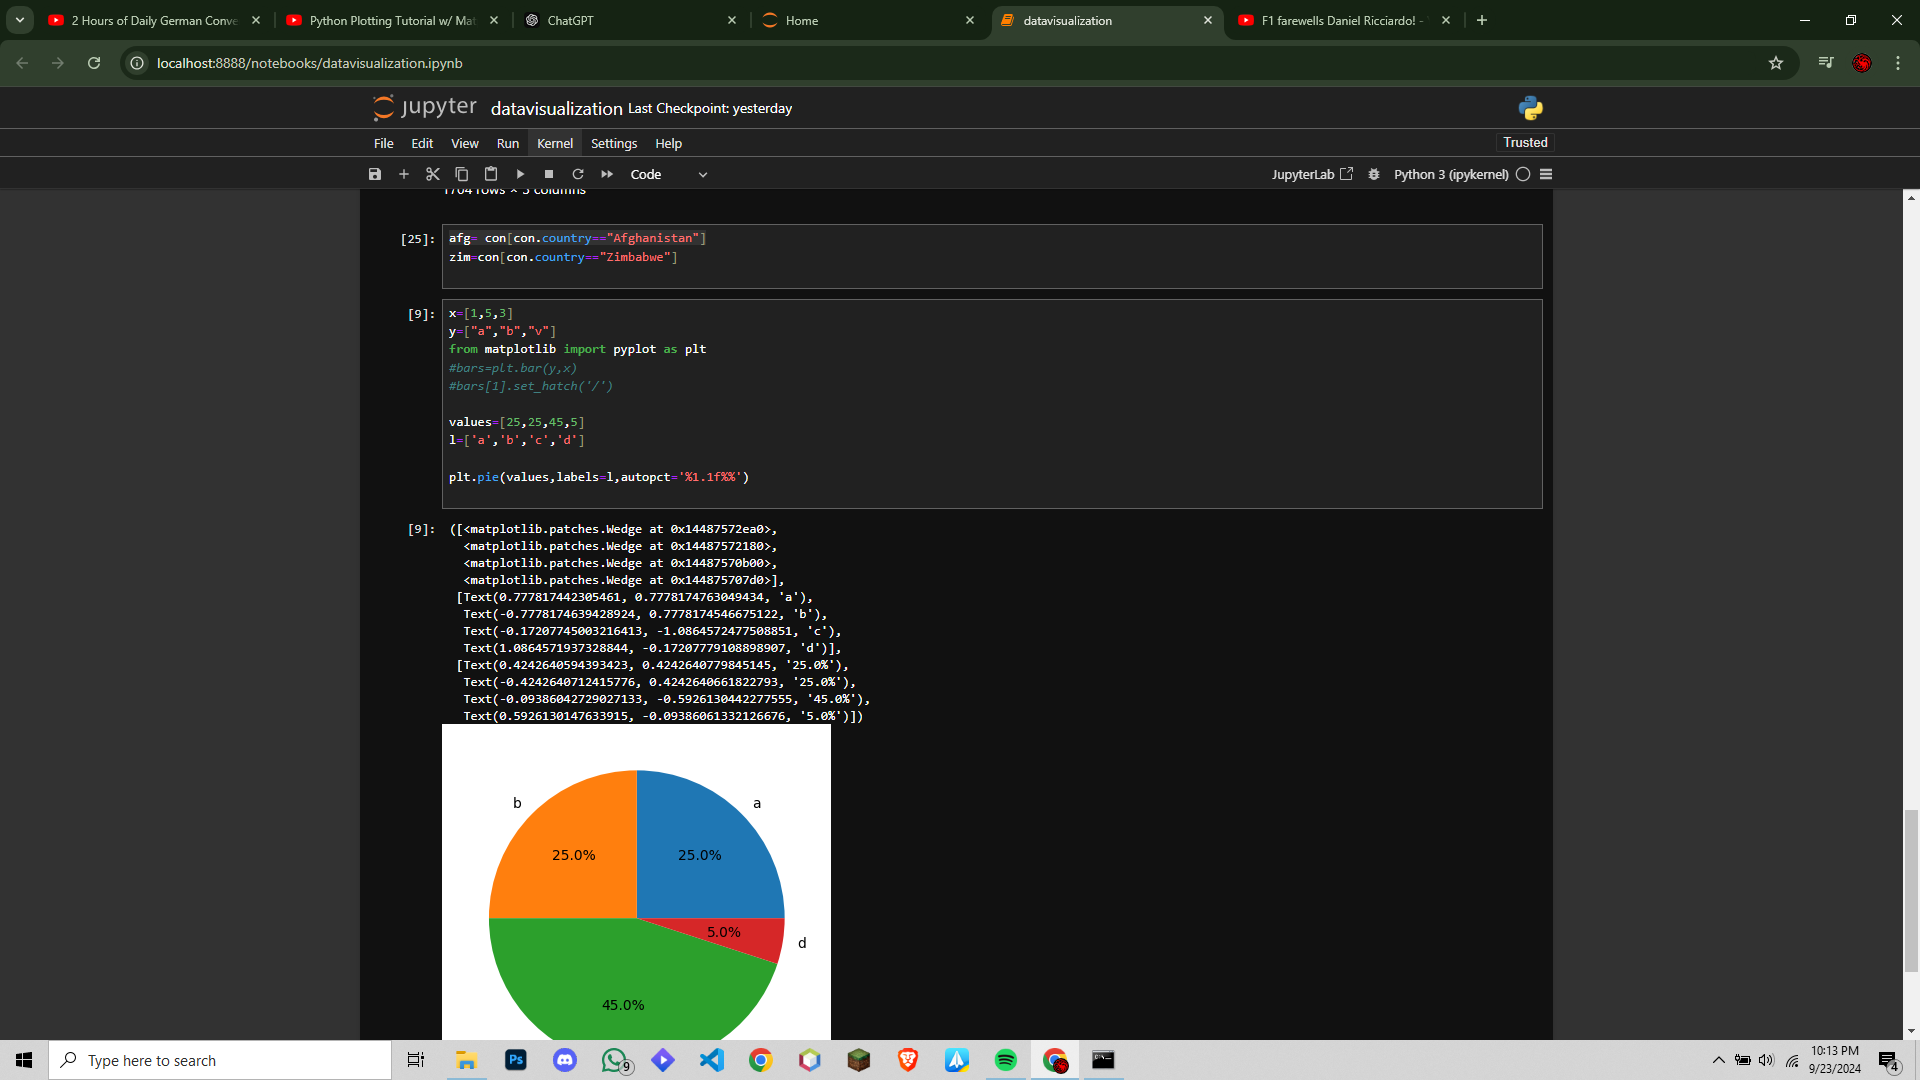 2 Hours of Daily German Conve
Python Plotting Tutorial w/ Mat
ChatGPT
Home
datavisualization
F1 farewells Daniel Ricciardo! -
localhost:8888/notebooks/datavisualization.ipynb
jupyter datavisualization Last Checkpoint: yesterday
File Edit View Run Kernel Settings Help
Trusted
Code
JupyterLab
Python 3 (ipykernel)
1704 rows × 5 columns
[25]:
afg= con[con.country=="Afghanistan"]
zim=con[con.country=="Zimbabwe"]
[9]:
x=[1,5,3]
y=["a","b","v"]
from matplotlib import pyplot as plt
#bars=plt.bar(y,x)
#bars[1].set_hatch('/')
values=[25,25,45,5]
l=['a','b','c','d']
plt.pie(values,labels=l,autopct='%1.1f%%')
[9]:
([<matplotlib.patches.Wedge at 0x14487572ea0>,
<matplotlib.patches.Wedge at 0x14487572180>,
<matplotlib.patches.Wedge at 0x14487570b00>,
<matplotlib.patches.Wedge at 0x144875707d0>],
[Text(0.777817442305461, 0.7778174763049434, 'a'),
Text(-0.7778174639428924, 0.7778174546675122, 'b'),
Text(-0.17207745003216413, -1.0864572477508851, 'c'),
Text(1.0864571937328844, -0.17207779108898907, 'd')],
[Text(0.4242640594393423, 0.4242640779845145, '25.0%'),
Text(-0.4242640712415776, 0.4242640661822793, '25.0%'),
Text(-0.09386042729027133, -0.5926130442277555, '45.0%'),
Text(0.5926130147633915, -0.09386061332126676, '5.0%')])
b
a
25.0%
25.0%
5.0%
d
45.0%
Type here to search
Ps
9
10:13 PM
9/23/2024
4